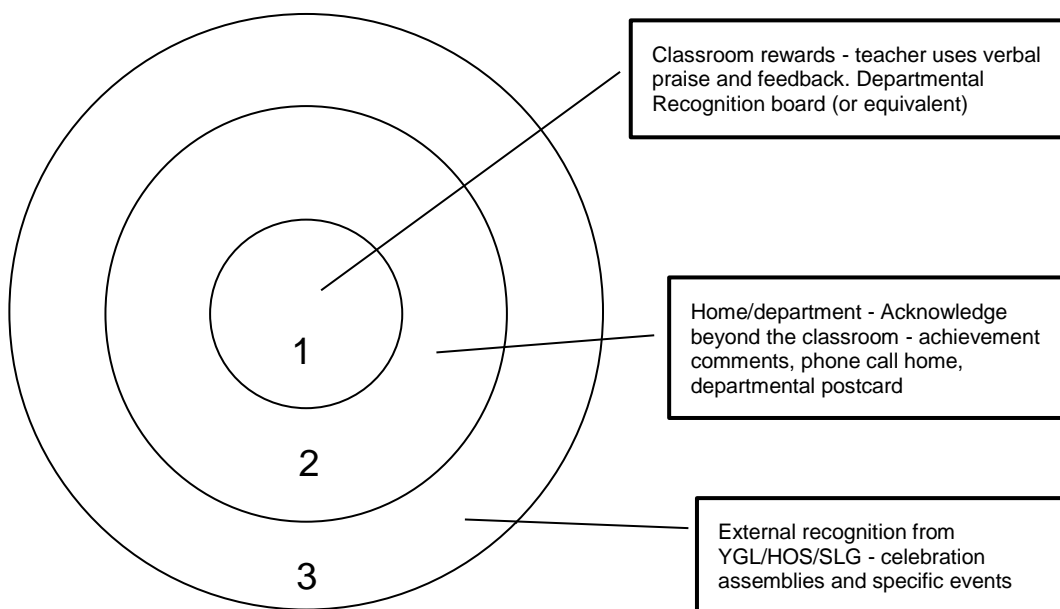 Classroom rewards - teacher uses verbal
praise and feedback. Departmental
Recognition board (or equivalent)
Home/department - Acknowledge
beyond the classroom - achievement
comments, phone call home,
departmental postcard
1
2
External recognition from
YGL/HOS/SLG - celebration
assemblies and specific events
3